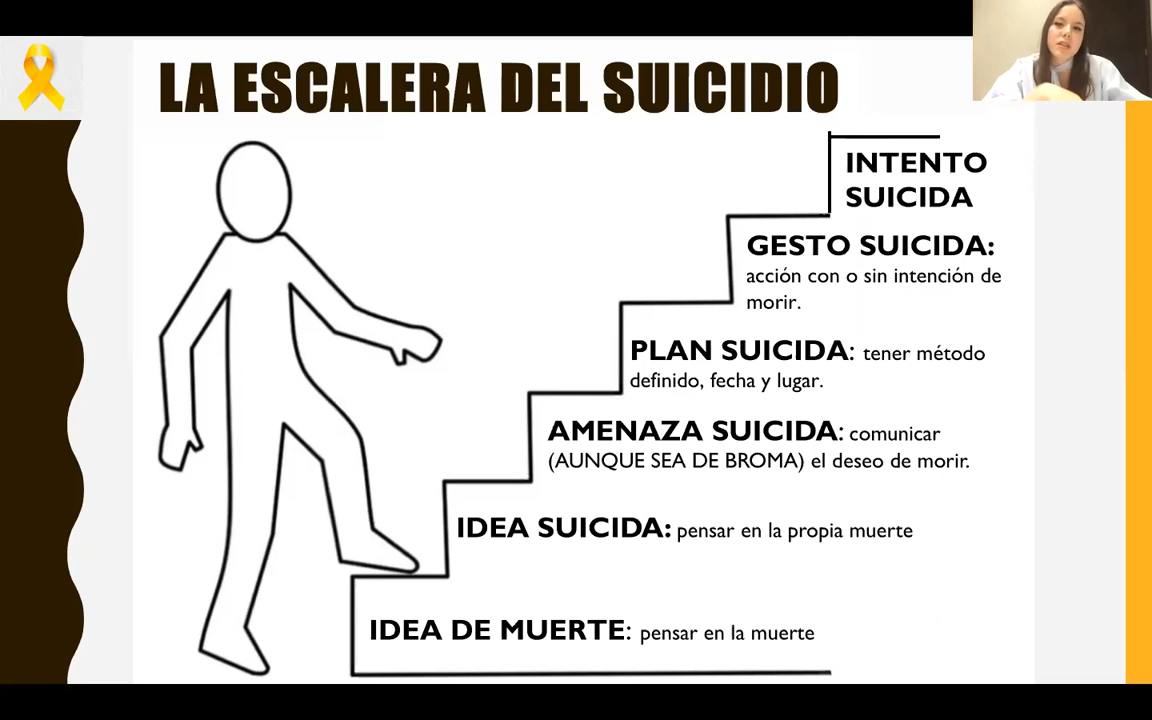 LA ESCALERA DEL SUICIDIO
INTENTO
SUICIDA
GESTO SUICIDA:
acción con o sin intención de
morir.
PLAN SUICIDA: tener método
definido, fecha y lugar.
AMENAZA SUICIDA: comunicar
(AUNQUE SEA DE BROMA) el deseo de morir.
IDEA SUICIDA: pensar en la propia muerte
IDEA DE MUERTE: pensar en la muerte